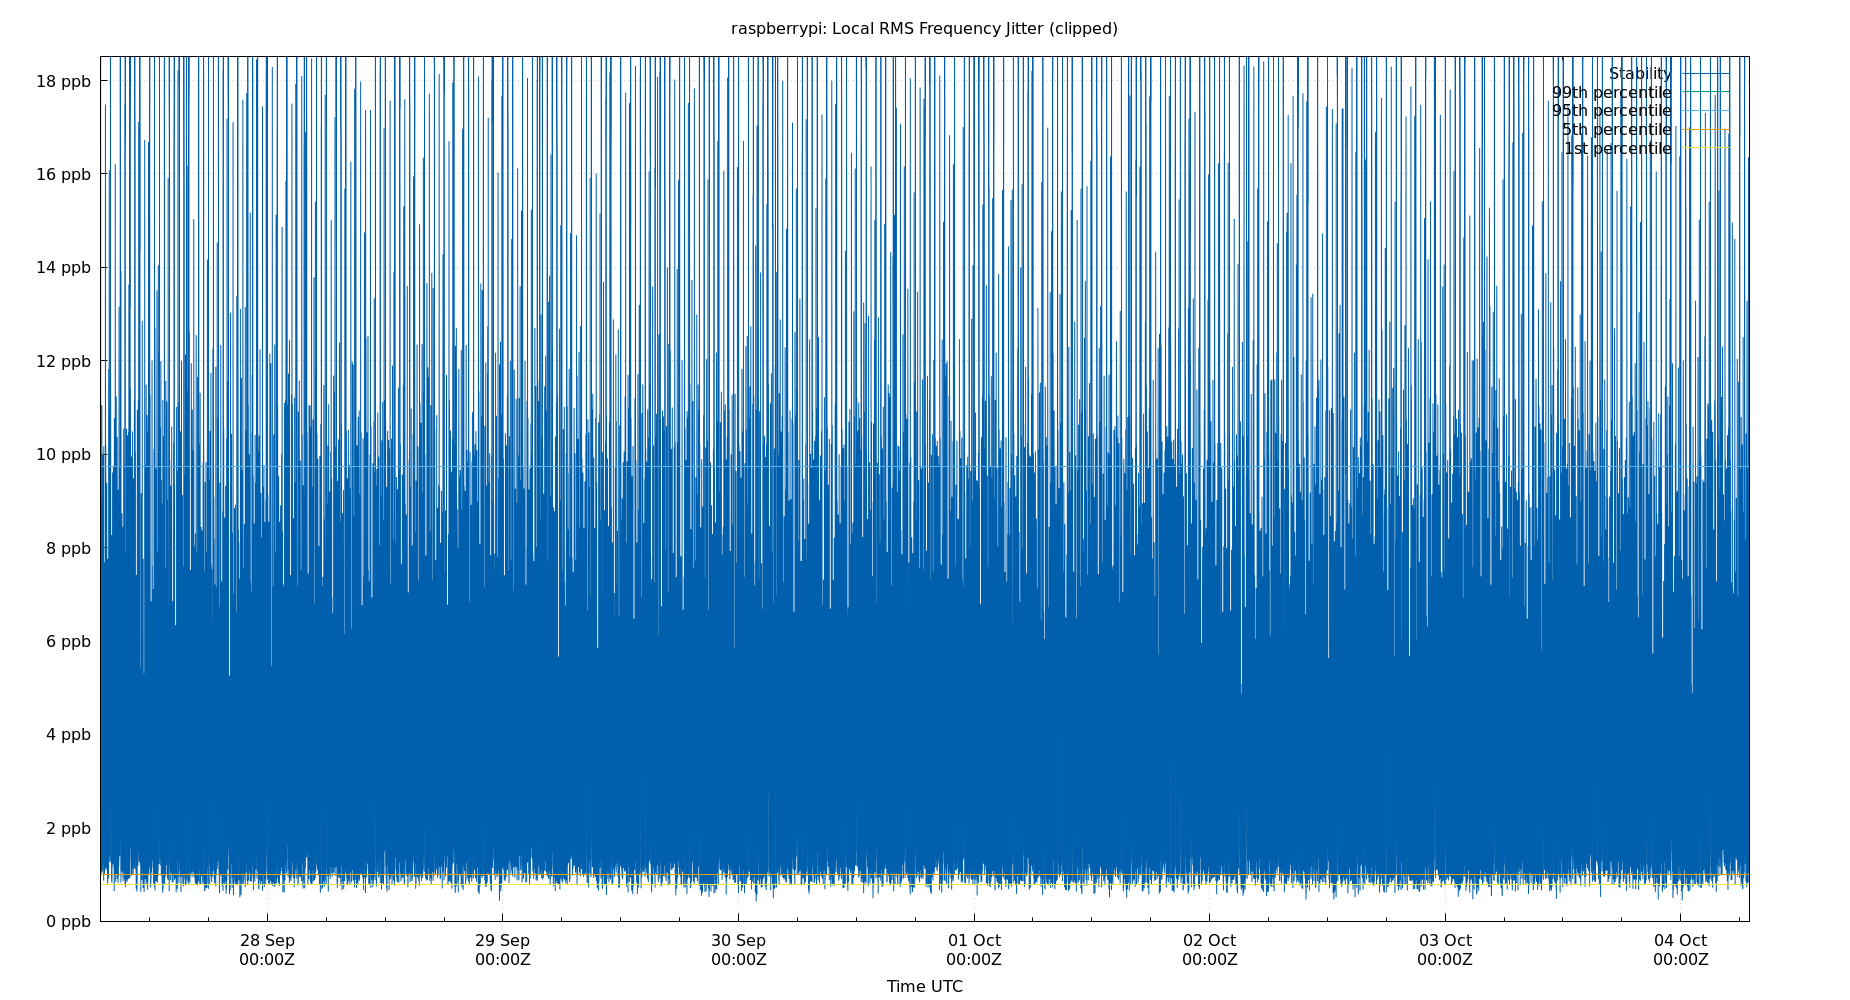 raspberrypi: Local RMS Frequency Jitter (clipped)
18 ppb
16 ppb
14 ppb
12 ppb
10 ppb
8 ppb
6 ppb
4 ppb
2 ppb
0 ppb
Stability
99th percentile
95th percentile
5th percentile
1st percentile
28 Sep 29 Sep 30 Sep 01 Oct 02 Oct 03 Oct 04 Oct
00:00Z 00:00Z 00:00Z 00:00Z 00:00Z 00:00Z 00:00Z
Time UTC